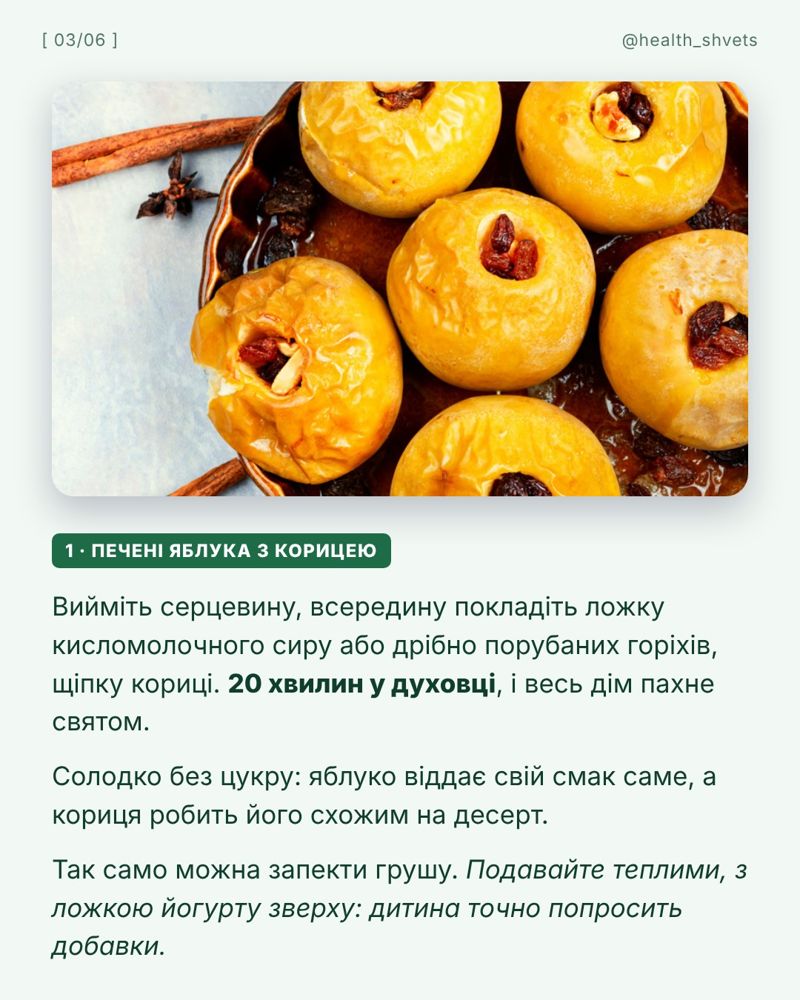 [ 03/06 ]
@health_shvets
1 · ПЕЧЕНІ ЯБЛУКА З КОРИЦЕЮ
Вийміть серцевину, всередину покладіть ложку
кисломолочного сиру або дрібно порубаних горіхів,
щіпку кориці. 20 хвилин у духовці, і весь дім пахне
святом.
Солодко без цукру: яблуко віддає свій смак саме, а
кориця робить його схожим на десерт.
Так само можна запекти грушу. Подавайте теплими, з
ложкою йогурту зверху: дитина точно попросить
добавки.